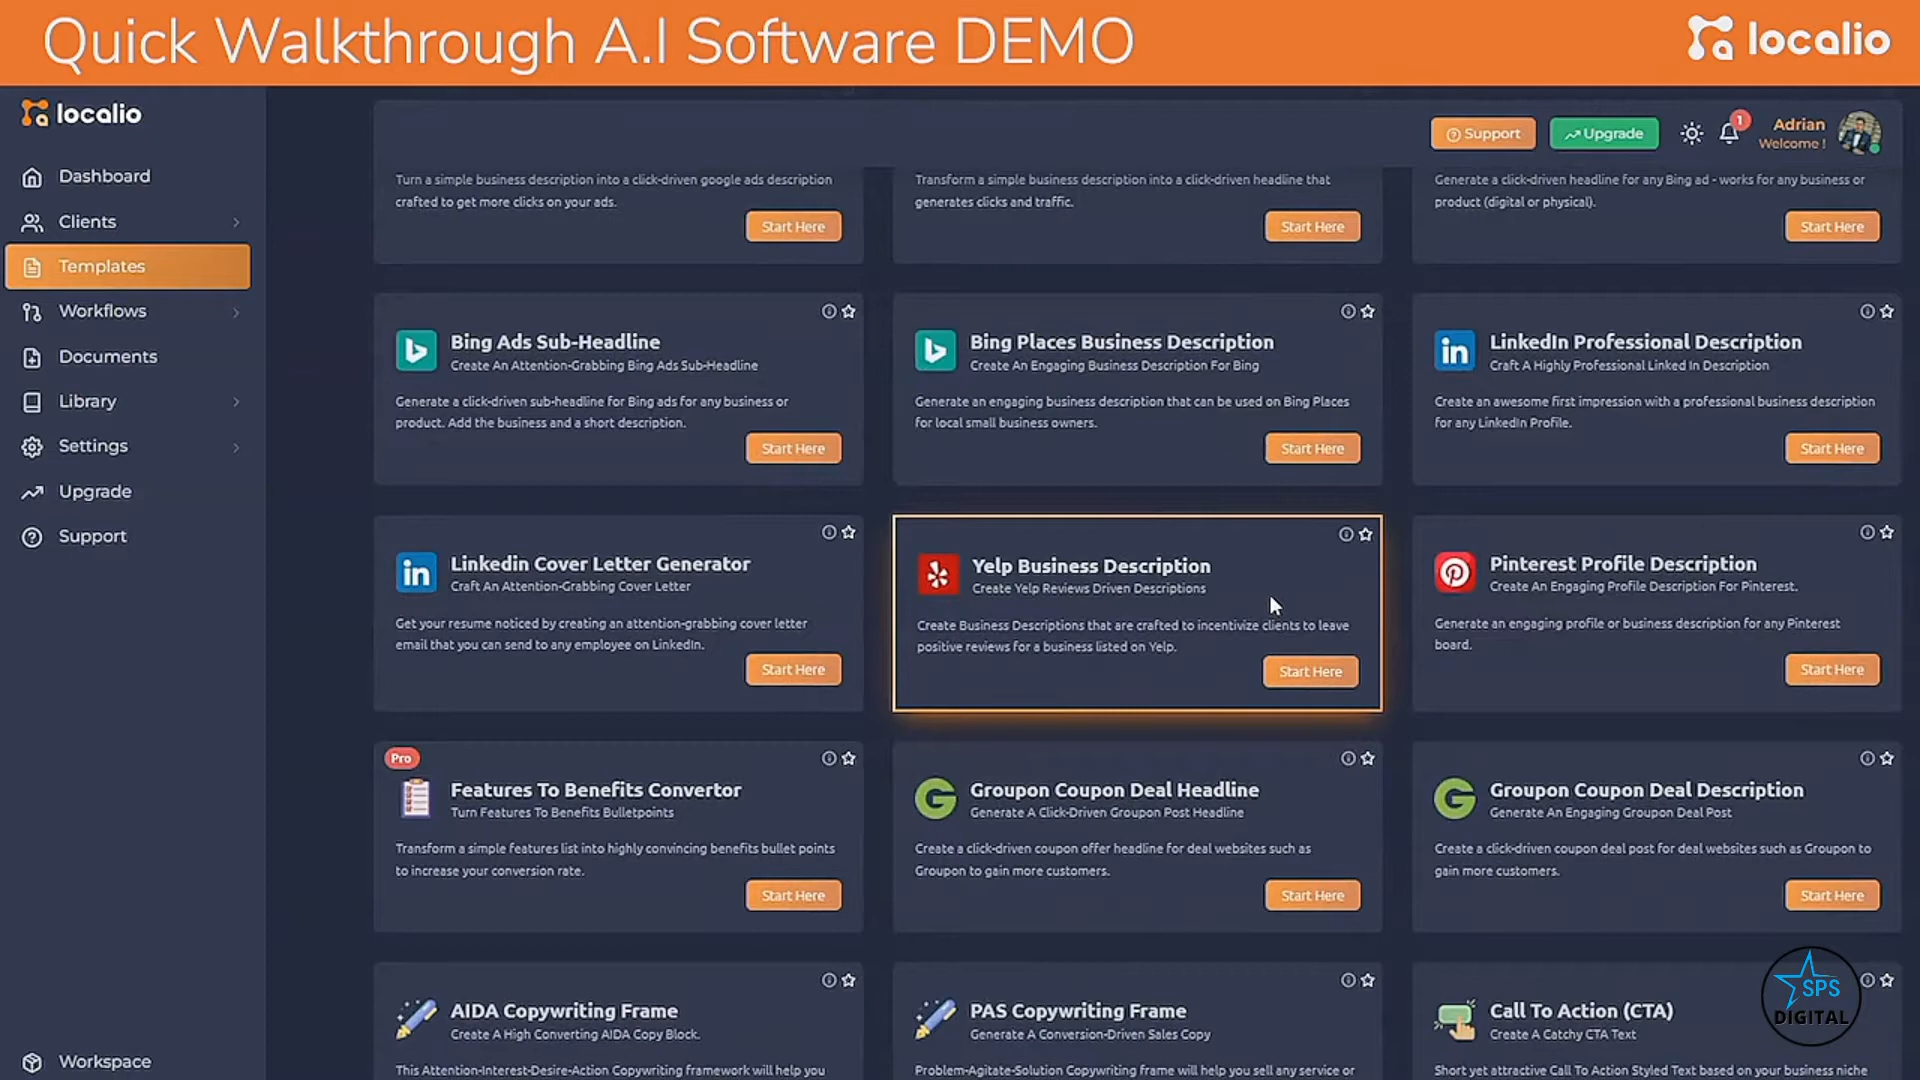 Quick Walkthrough A.I Software DEMO
localio
localio
Dashboard
Clients
Templates
Workflows
Documents
Library
Settings
Upgrade
Support
Workspace
Support
Upgrade
1
Adrian
Welcome !
Turn a simple business description into a click-driven google ads description
crafted to get more clicks on your ads.
Start Here
Transform a simple business description into a click-driven headline that
generates clicks and traffic.
Start Here
Generate a click-driven headline for any Bing ad - works for any business or
product (digital or physical).
Start Here
Bing Ads Sub-Headline
Create An Attention-Grabbing Bing Ads Sub-Headline
Generate a click-driven sub-headline for Bing ads for any business or
product. Add the business and a short description.
Start Here
Bing Places Business Description
Create An Engaging Business Description For Bing
Generate an engaging business description that can be used on Bing Places
for local small business owners.
Start Here
LinkedIn Professional Description
Craft A Highly Professional Linked In Description
Create an awesome first impression with a professional business description
for any LinkedIn Profile.
Start Here
Linkedin Cover Letter Generator
Craft An Attention-Grabbing Cover Letter
Get your resume noticed by creating an attention-grabbing cover letter
email that you can send to any employee on LinkedIn.
Start Here
Yelp Business Description
Create Yelp Reviews Driven Descriptions
Create Business Descriptions that are crafted to incentivize clients to leave
positive reviews for a business listed on Yelp.
Start Here
Pinterest Profile Description
Create An Engaging Profile Description For Pinterest.
Generate an engaging profile or business description for any Pinterest
board.
Start Here
Pro
Features To Benefits Convertor
Turn Features To Benefits Bulletpoints
Transform a simple features list into highly convincing benefits bullet points
to increase your conversion rate.
Start Here
Groupon Coupon Deal Headline
Generate A Click-Driven Groupon Post Headline
Create a click-driven coupon offer headline for deal websites such as
Groupon to gain more customers.
Start Here
Groupon Coupon Deal Description
Generate An Engaging Groupon Deal Post
Create a click-driven coupon deal post for deal websites such as Groupon to
gain more customers.
Start Here
AIDA Copywriting Frame
Create A High Converting AIDA Copy Block.
This Attention-Interest-Desire-Action Copywriting framework will help you
PAS Copywriting Frame
Generate A Conversion-Driven Sales Copy
Problem-Agitate-Solution Copywriting frame will help you sell any service or
Call To Action (CTA)
Create A Catchy CTA Text
Short yet attractive Call To Action Styled Text based on your business niche
SPS
DIGITAL